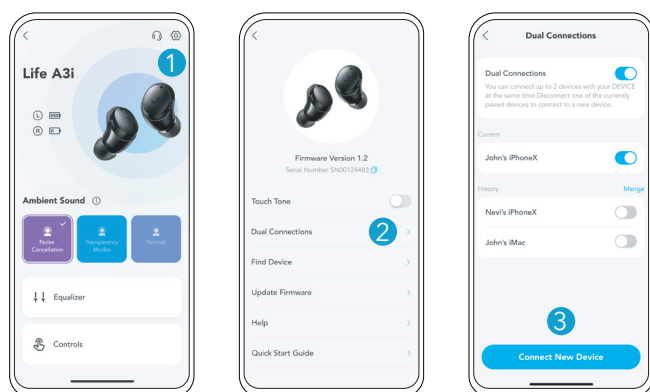 1
Life A3i
L
R
Ambient Sound
Noise
Cancellation
Transparency
Modes
Normal
Equalizer
Controls
Firmware Version 1.2
Serial Number SN00124483
Touch Tone
Dual Connections
2
Find Device
Update Firmware
Help
Quick Start Guide
Dual Connections
Dual Connections
You can connect up to 2 devices with your DEVICE
at the same time.Disconnect one of the currently
paired devices to connect to a new device.
Current
John's iPhoneX
History Mange
Nevi's iPhoneX
John's iMac
3
Connect New Device